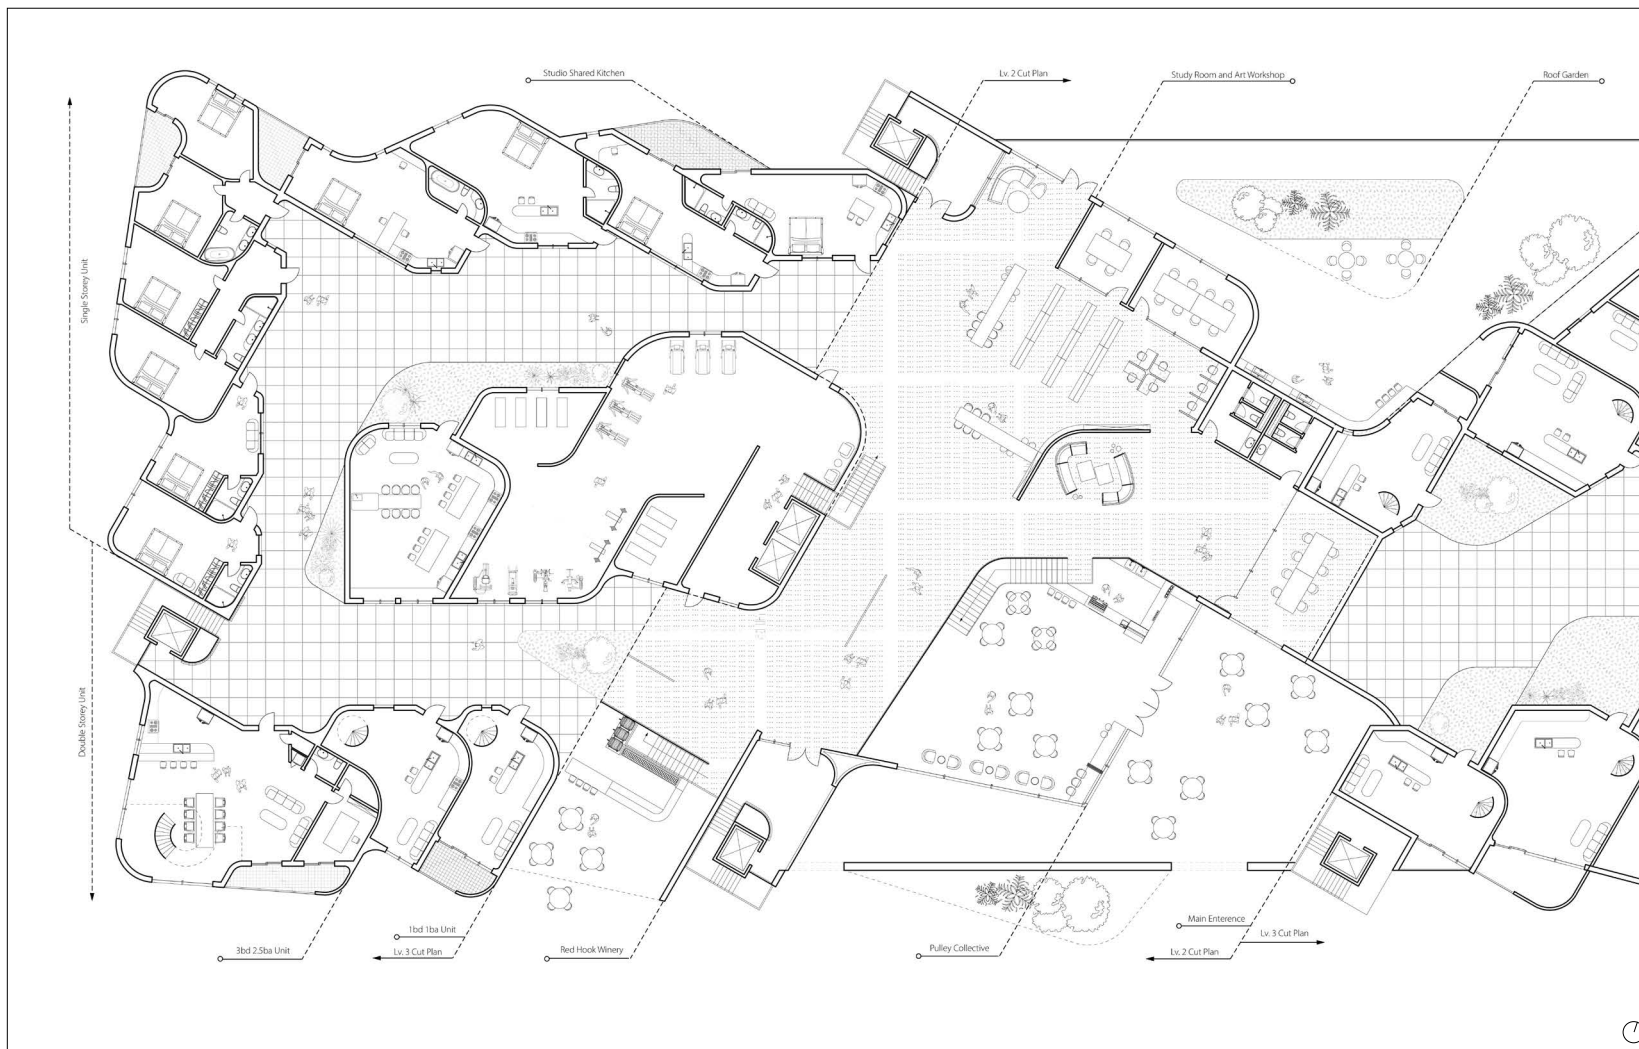 Studio Shared Kitchen
Lv. 2 Cut Plan
Study Room and Art Workshop
Roof Garden
Single Storey Unit
Double Storey Unit
3bd 2.5ba Unit
1bd 1ba Unit
Lv. 3 Cut Plan
Red Hook Winery
Pulley Collective
Main Enterence
Lv. 2 Cut Plan
Lv. 3 Cut Plan